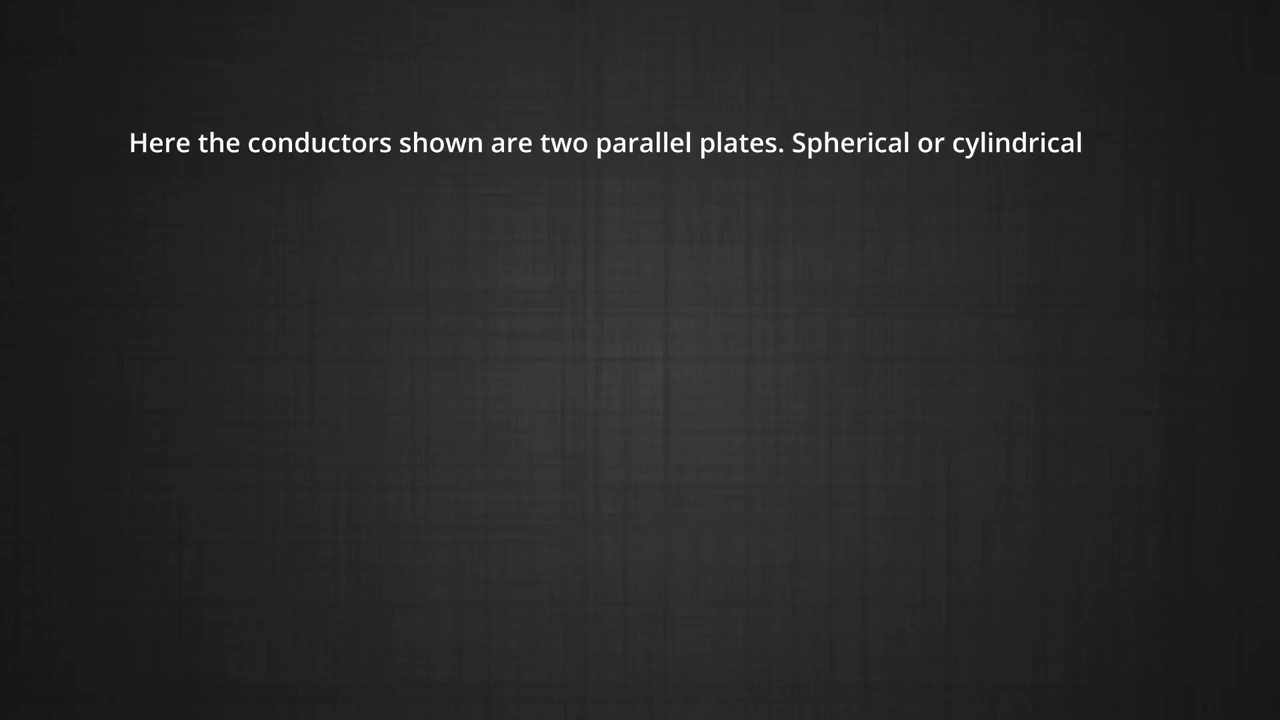 Here the conductors shown are two parallel plates. Spherical or cylindrical